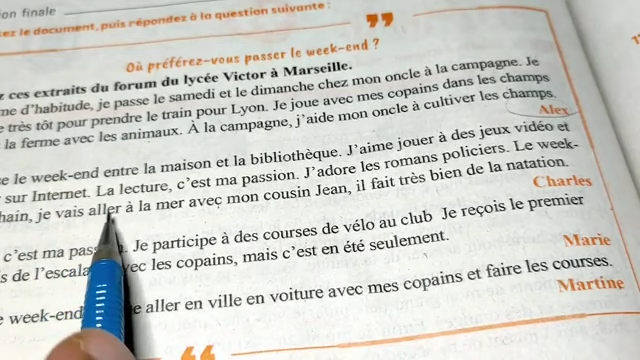 ion finale
sez le document, puis répondez à la question suivante :
Où préférez-vous passer le week-end ?
z ces extraits du forum du lycée Victor à Marseille.
me d'habitude, je passe le samedi et le dimanche chez mon oncle à la campagne. Je
e très tôt pour prendre le train pour Lyon. Je joue avec mes copains dans les champs
la ferme avec les animaux. À la campagne, j'aide mon oncle à cultiver les champs.
Alex
e le week-end entre la maison et la bibliothèque. J'aime jouer à des jeux vidéo et
sur Internet. La lecture, c'est ma passion. J'adore les romans policiers. Le week-
hain, je vais aller à la mer avec mon cousin Jean, il fait très bien de la natation.
Charles
c'est ma pass Je participe à des courses de vélo au club Je reçois le premier
s de l'escala vec les copains, mais c'est en été seulement.
Marie
e week-end e aller en ville en voiture avec mes copains et faire les courses.
Martine